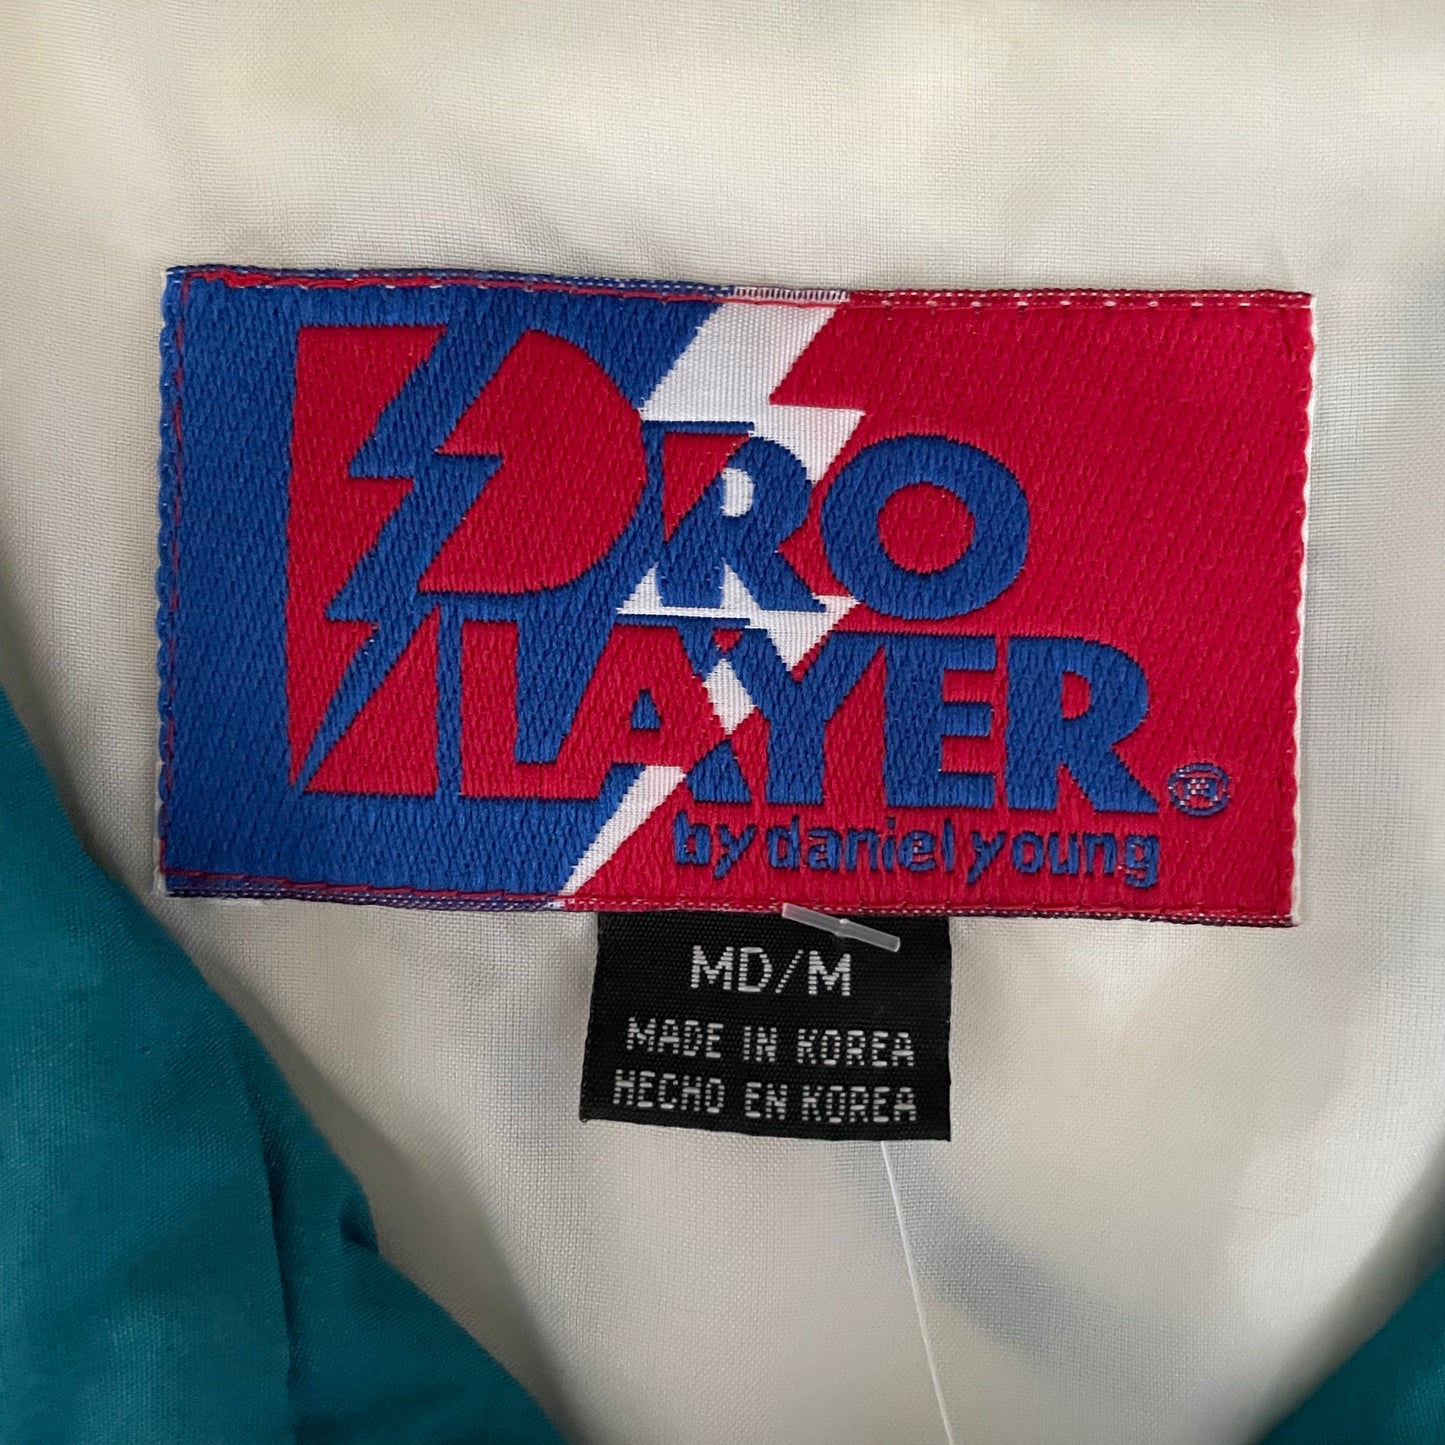 PRO
PLAYER®
by daniel young
MD/M
MADE IN KOREA
HECHO EN KOREA